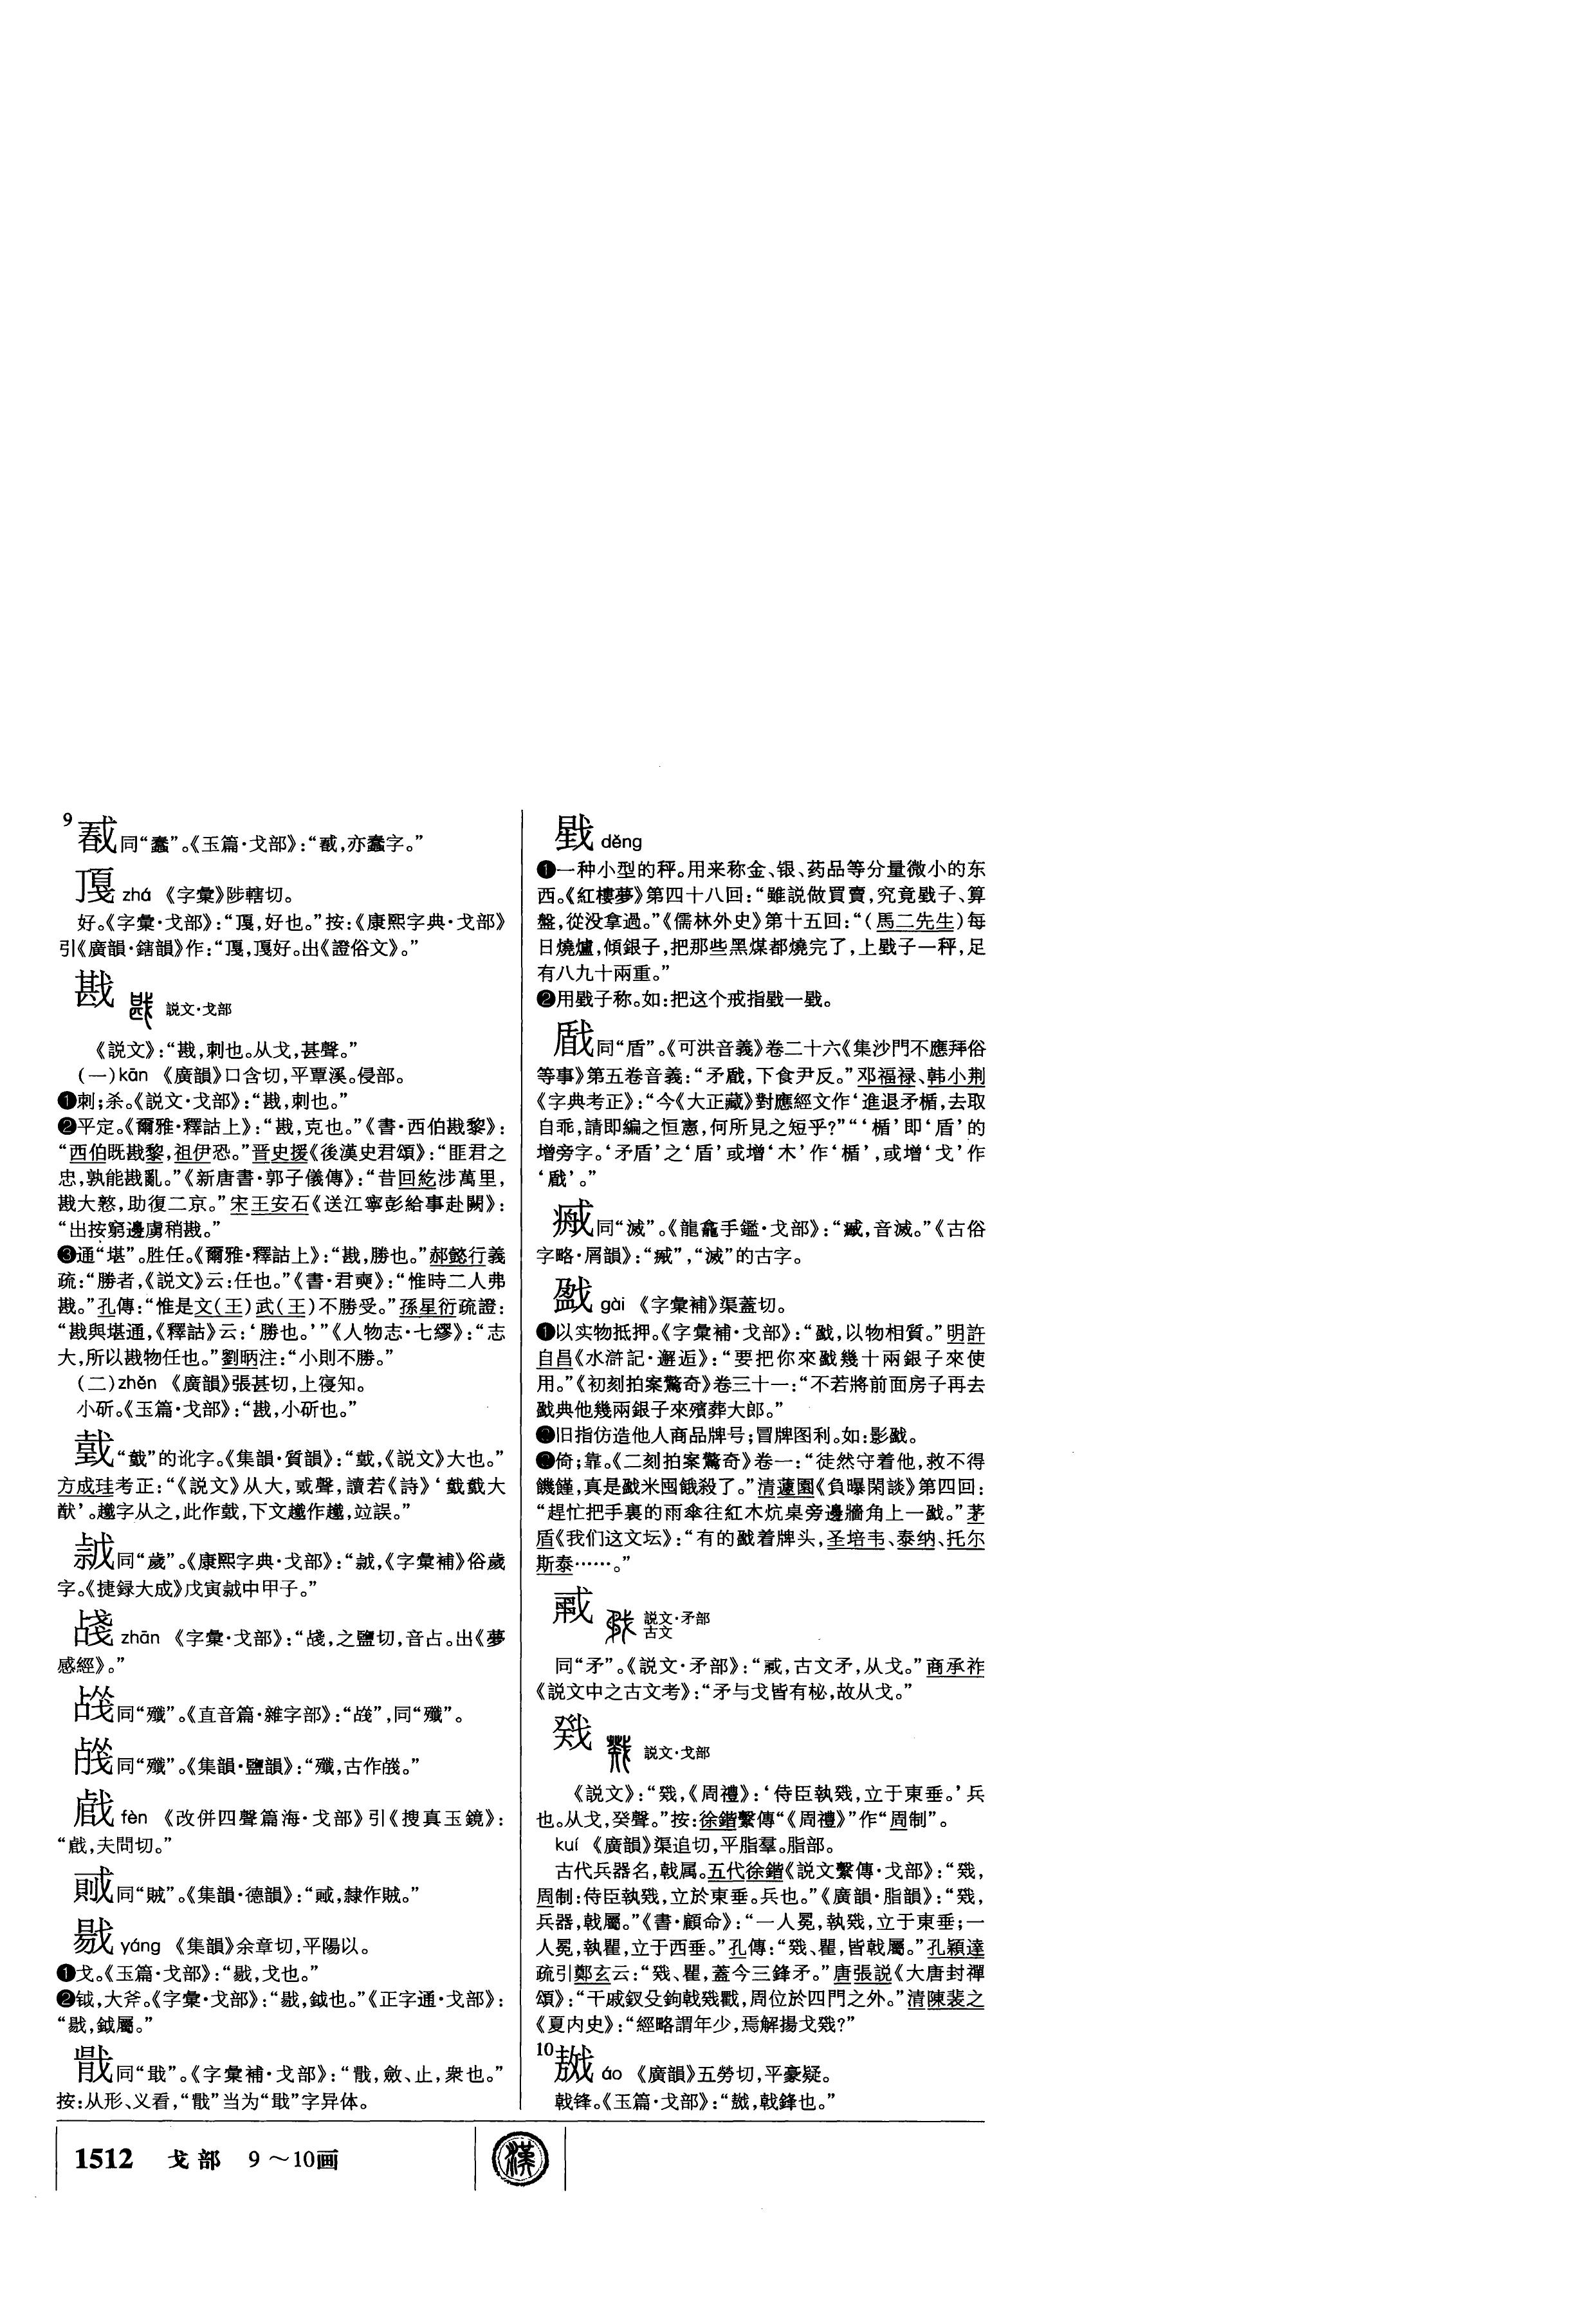 9
同“蠢”。《玉篇·戈部》:“𢧐,亦蠢字。”
戛 zhá 《字彙》陟轄切。
好。《字彙·戈部》:“戛,好也。”按:《康熙字典·戈部》
引《廣韻·鎋韻》作:“戛,戛好。出《證俗文》。”
戡 説文·戈部
《説文》:“戡,刺也。从戈,甚聲。”
(一)kān 《廣韻》口含切,平覃溪。侵部。
❶刺;杀。《説文·戈部》:“戡,刺也。”
❷平定。《爾雅·釋詁上》:“戡,克也。”《書·西伯戡黎》:
“西伯既戡黎,祖伊恐。”晋史援《後漢史君頌》:“匪君之
忠,孰能戡亂。”《新唐書·郭子儀傳》:“昔回紇涉萬里,
戡大憝,助復二京。”宋王安石《送江寧彭給事赴闕》:
“出按窮邊虜稍戡。”
❸通“堪”。胜任。《爾雅·釋詁上》:“戡,勝也。”郝懿行義
疏:“勝者,《説文》云:任也。”《書·君奭》:“惟時二人弗
戡。”孔傳:“惟是文(王)武(王)不勝受。”孫星衍疏證:
“戡與堪通,《釋詁》云:‘勝也。’”《人物志·七繆》:“志
大,所以戡物任也。”劉昞注:“小則不勝。”
(二)zhěn 《廣韻》張甚切,上寑知。
小斫。《玉篇·戈部》:“戡,小斫也。”
“戴”的讹字。《集韻·質韻》:“,《説文》大也。”
方成珪考正:“《説文》从大,或聲,讀若《詩》‘大
猷’。字从之,此作,下文作,竝誤。”
同“歲”。《康熙字典·戈部》:“,《字彙補》俗歲
字。《捷録大成》戊寅中甲子。”
zhān 《字彙·戈部》:“,之鹽切,音占。出《夢
感經》。”
同“殲”。《直音篇·雜字部》:“”,同“殲”。
同“殲”。《集韻·鹽韻》:“殲,古作。”
fèn 《改併四聲篇海·戈部》引《搜真玉鏡》:
“,夫問切。”
同“賊”。《集韻·德韻》:“,隸作賊。”
yáng 《集韻》余章切,平陽以。
❶戈。《玉篇·戈部》:“,戈也。”
❷钺,大斧。《字彙·戈部》:“,鉞也。”《正字通·戈部》:
“,鉞屬。”
同“戢”。《字彙補·戈部》:“,斂、止,衆也。”
按:从形、义看,“”当为“戢”字异体。
戥 děng
❶一种小型的秤。用来称金、银、药品等分量微小的东
西。《紅樓夢》第四十八回:“雖説做買賣,究竟戥子、算
盤,從没拿過。”《儒林外史》第十五回:“(馬二先生)每
日燒爐,傾銀子,把那些黑煤都燒完了,上戥子一秤,足
有八九十兩重。”
❷用戥子称。如:把这个戒指戥一戥。
同“盾”。《可洪音義》卷二十六《集沙門不應拜俗
等事》第五卷音義:“矛,下食尹反。”邓福禄、韩小荆
《字典考正》:“今《大正藏》對應經文作‘進退矛楯,去取
自乖,請即編之恒憲,何所見之短乎?”“‘楯’即‘盾’的
增旁字。‘矛盾’之‘盾’或增‘木’作‘楯’,或增‘戈’作
‘’。”
同“滅”。《龍龕手鑑·戈部》:“,音滅。”《古俗
字略·屑韻》:“”,“滅”的古字。
戤 gài 《字彙補》渠蓋切。
❶以实物抵押。《字彙補·戈部》:“戤,以物相質。”明許
自昌《水滸記·邂逅》:“要把你來戤幾十兩銀子來使
用。”《初刻拍案驚奇》卷三十一:“不若將前面房子再去
戤典他幾兩銀子來殯葬大郎。”
❷旧指仿造他人商品牌号;冒牌图利。如:影戤。
❸倚;靠。《二刻拍案驚奇》卷一:“徒然守着他,救不得
饑饉,真是戤米囤餓殺了。”清蘧園《負曝閑談》第四回:
“趕忙把手裏的雨傘往紅木炕桌旁邊牆角上一戤。”茅
盾《我们这文坛》:“有的戤着牌头,圣培韦、泰纳、托尔
斯泰……。”
説文·矛部
古文
同“矛”。《説文·矛部》:“,古文矛,从戈。”商承祚
《説文中之古文考》:“矛与戈皆有柲,故从戈。”
戣 説文·戈部
《説文》:“戣,《周禮》:‘侍臣執戣,立于東垂。’兵
也。从戈,癸聲。”按:徐鍇繫傳“《周禮》”作“周制”。
kuí 《廣韻》渠追切,平脂羣。脂部。
古代兵器名,戟属。五代徐鍇《説文繫傳·戈部》:“戣,
周制:侍臣執戣,立於東垂。兵也。”《廣韻·脂韻》:“戣,
兵器,戟屬。”《書·顧命》:“一人冕,執戣,立于東垂;一
人冕,執瞿,立于西垂。”孔傳:“戣、瞿,皆戟屬。”孔穎達
疏引鄭玄云:“戣、瞿,蓋今三鋒矛。”唐張説《大唐封禪
頌》:“干戚釵殳鉤戟戣戵,周位於四門之外。”清陳裴之
《夏内史》:“經略謂年少,焉解揚戈戣?”
10
áo 《廣韻》五勞切,平豪疑。
戟锋。《玉篇·戈部》:“,戟鋒也。”
1512 戈部 9~10画
漢